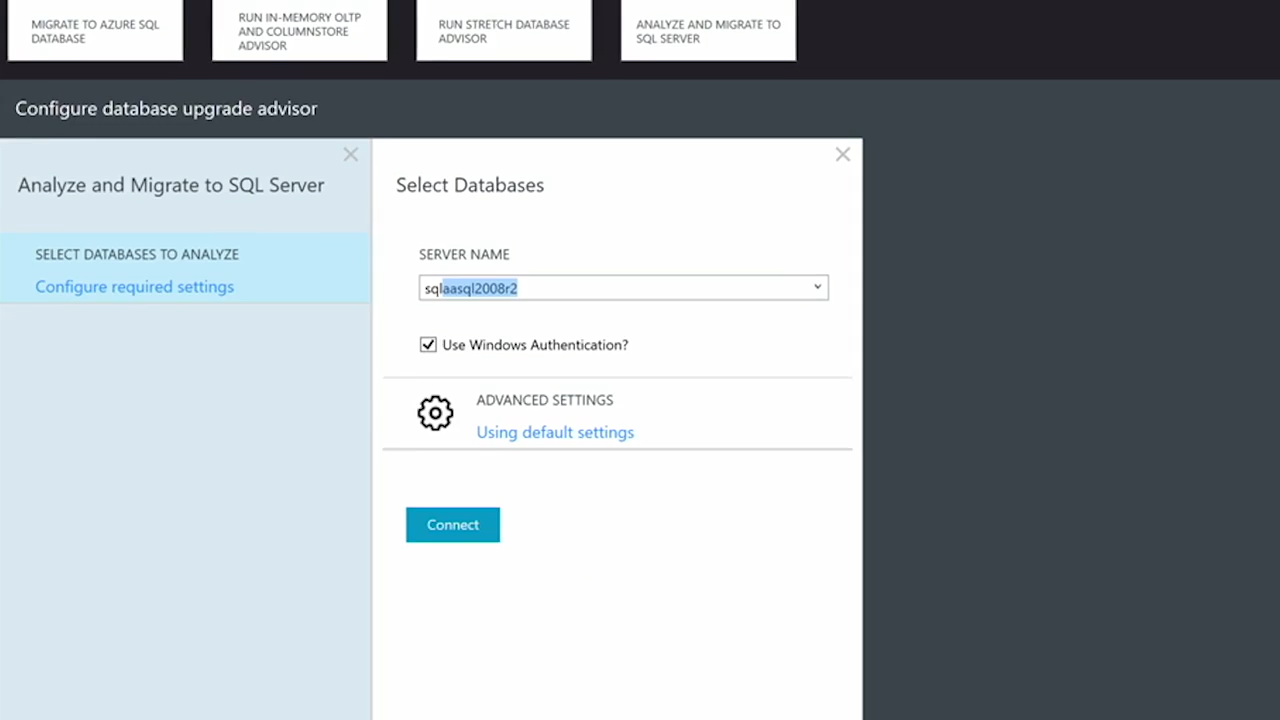 MIGRATE TO AZURE SQL
DATABASE
RUN IN-MEMORY OLTP
AND COLUMNSTORE
ADVISOR
RUN STRETCH DATABASE
ADVISOR
ANALYZE AND MIGRATE TO
SQL SERVER
Configure database upgrade advisor
Analyze and Migrate to SQL Server
SELECT DATABASES TO ANALYZE
Configure required settings
Select Databases
SERVER NAME
sqlaasql2008r2
Use Windows Authentication?
ADVANCED SETTINGS
Using default settings
Connect